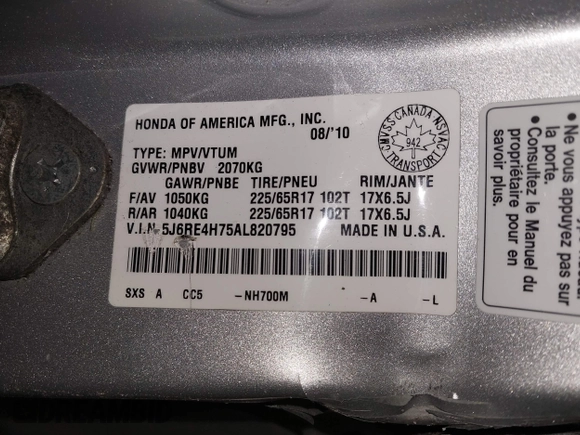 HONDA OF AMERICA MFG., INC.
08/'10
TYPE: MPV/VTUM
GVWR/PNBV 2070KG
GAWR/PNBE TIRE/PNEU RIM/JANTE
F/AV 1050KG 225/65R17 102T 17X6.5J
R/AR 1040KG 225/65R17 102T 17X6.5J
V.I.N. 5J6RE4H75AL820795 MADE IN U.S.A.
SXS A CC5 -NH700M -A -L
CMVSS CANADA NSVAC
942
TRANSPORT
• Ne vous appuyez pas sur
la porte.
• Consultez le Manuel du
propriétaire pour en
savoir plus.